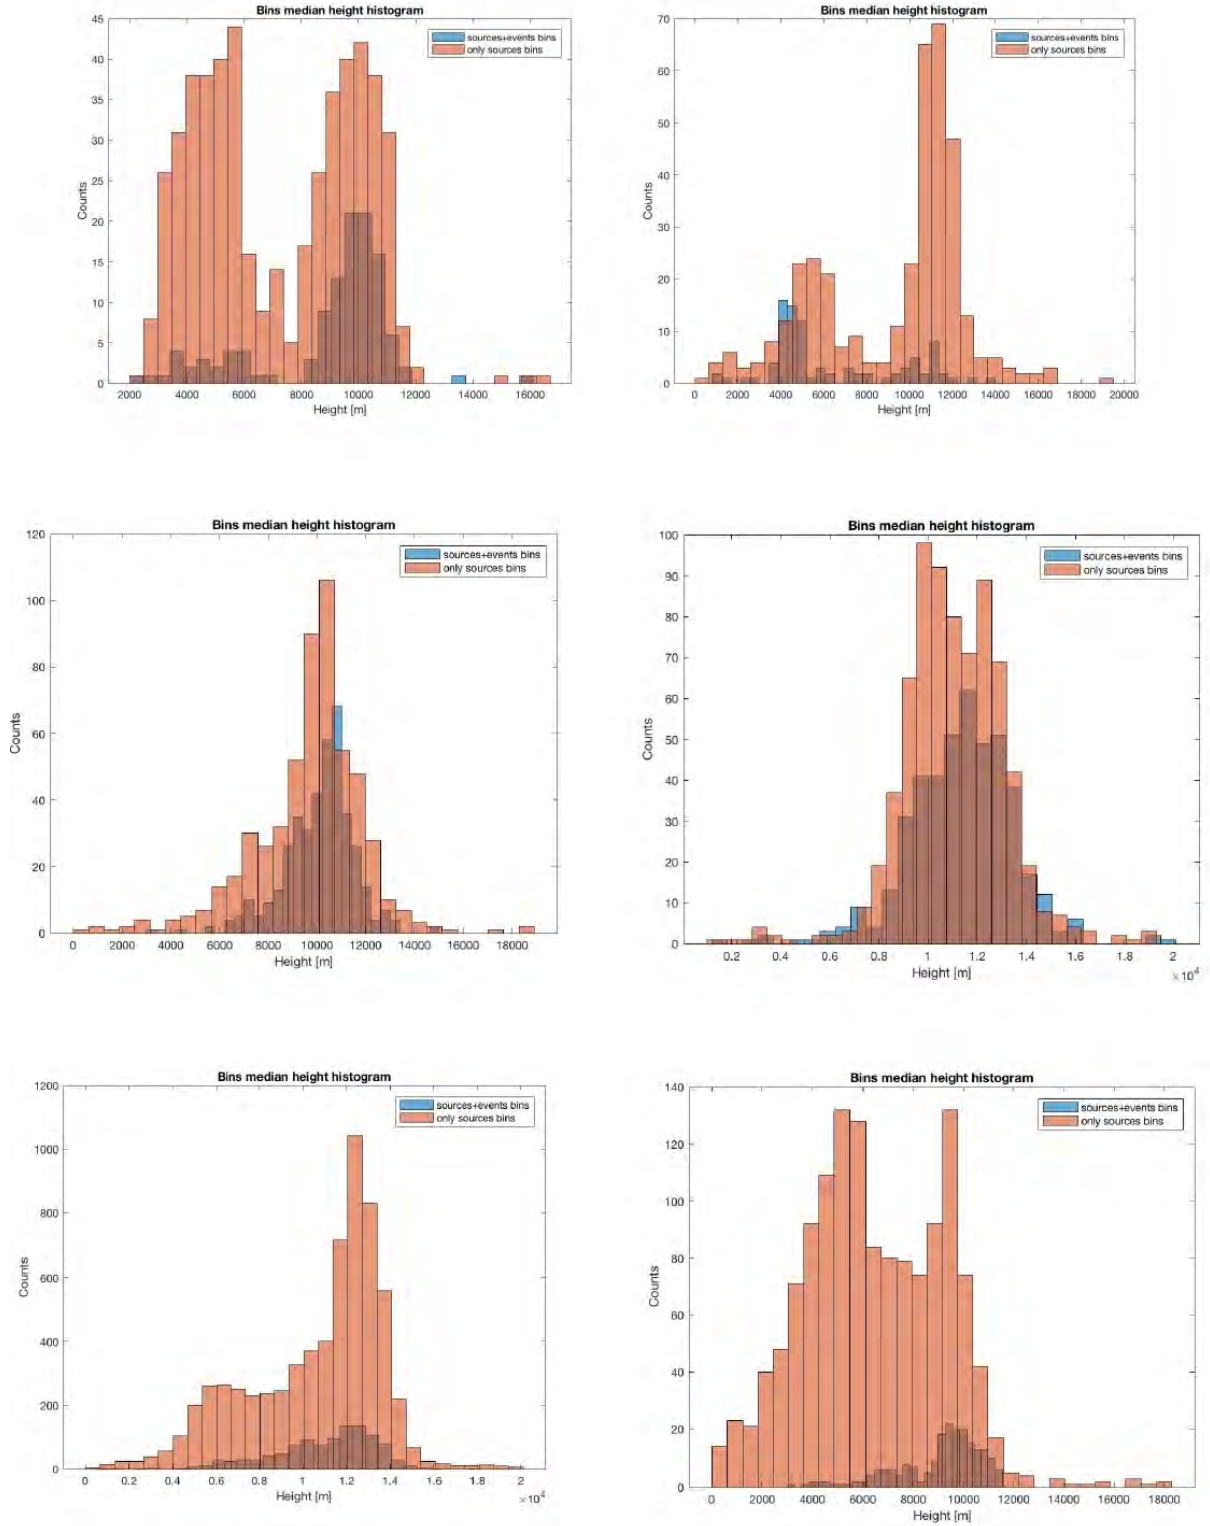 Bins median height histogram
sources+events bins
only sources bins
45
40
35
30
25
20
15
10
5
0
Counts
2000 4000 6000 8000 10000 12000 14000 16000
Height [m]
Bins median height histogram
sources+events bins
only sources bins
70
60
50
40
30
20
10
0
Counts
0 2000 4000 6000 8000 10000 12000 14000 16000 18000 20000
Height [m]
Bins median height histogram
sources+events bins
only sources bins
120
100
80
60
40
20
0
Counts
0 2000 4000 6000 8000 10000 12000 14000 16000 18000
Height [m]
Bins median height histogram
sources+events bins
only sources bins
100
90
80
70
60
50
40
30
20
10
0
Counts
0.2 0.4 0.6 0.8 1 1.2 1.4 1.6 1.8 2
Height [m]
×10⁴
Bins median height histogram
sources+events bins
only sources bins
1200
1000
800
600
400
200
0
Counts
0 0.2 0.4 0.6 0.8 1 1.2 1.4 1.6 1.8 2
Height [m]
×10⁴
Bins median height histogram
sources+events bins
only sources bins
140
120
100
80
60
40
20
0
Counts
0 2000 4000 6000 8000 10000 12000 14000 16000 18000
Height [m]